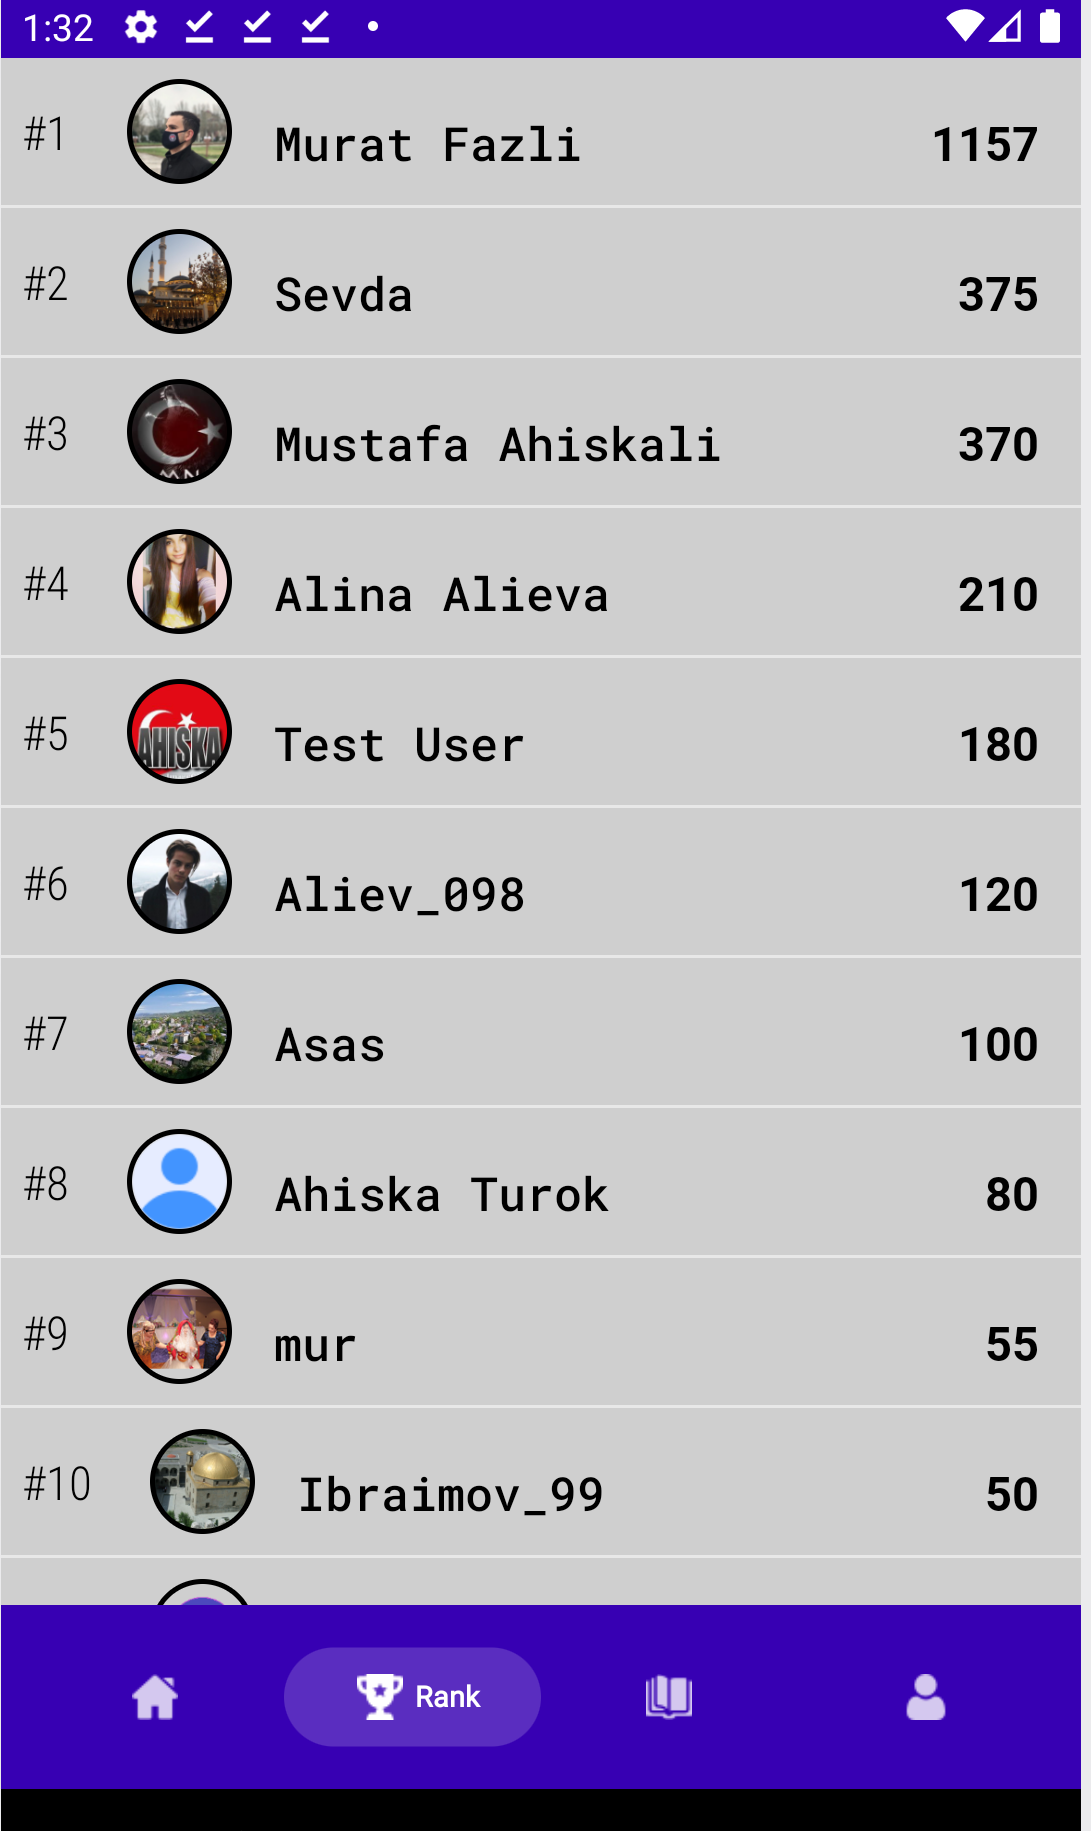 1:32
#1 Murat Fazli 1157
#2 Sevda 375
#3 Mustafa Ahiskali 370
#4 Alina Alieva 210
#5 AHISKA Test User 180
#6 Aliev_098 120
#7 Asas 100
#8 Ahiska Turok 80
#9 mur 55
#10 Ibraimov_99 50
Rank